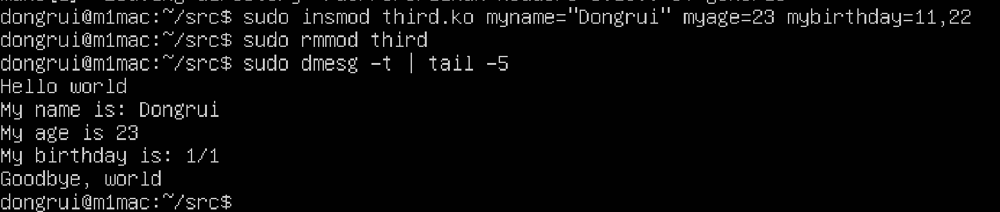 dongrui@m1mac:~/src$ sudo insmod third.ko myname="Dongrui" myage=23 mybirthday=11,22
dongrui@m1mac:~/src$ sudo rmmod third
dongrui@m1mac:~/src$ sudo dmesg -t | tail -5
Hello world
My name is: Dongrui
My age is 23
My birthday is: 1/1
Goodbye, world
dongrui@m1mac:~/src$